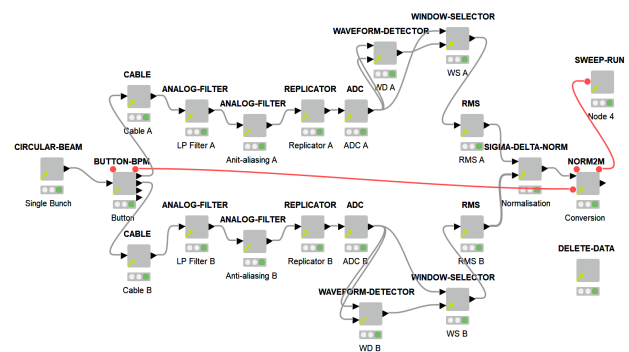 WINDOW-SELECTOR
WAVEFORM-DETECTOR
WD A
WS A
SWEEP-RUN
Node 4
CABLE
Cable A
ANALOG-FILTER
LP Filter A
ANALOG-FILTER
Anit-aliasing A
REPLICATOR
Replicator A
ADC
ADC A
RMS
RMS A
CIRCULAR-BEAM
Single Bunch
BUTTON-BPM
Button
SIGMA-DELTA-NORM
Normalisation
NORM2M
Conversion
CABLE
Cable B
ANALOG-FILTER
LP Filter B
ANALOG-FILTER
Anti-aliasing B
REPLICATOR
Replicator B
ADC
ADC B
RMS
RMS B
DELETE-DATA
WINDOW-SELECTOR
WS B
WAVEFORM-DETECTOR
WD B